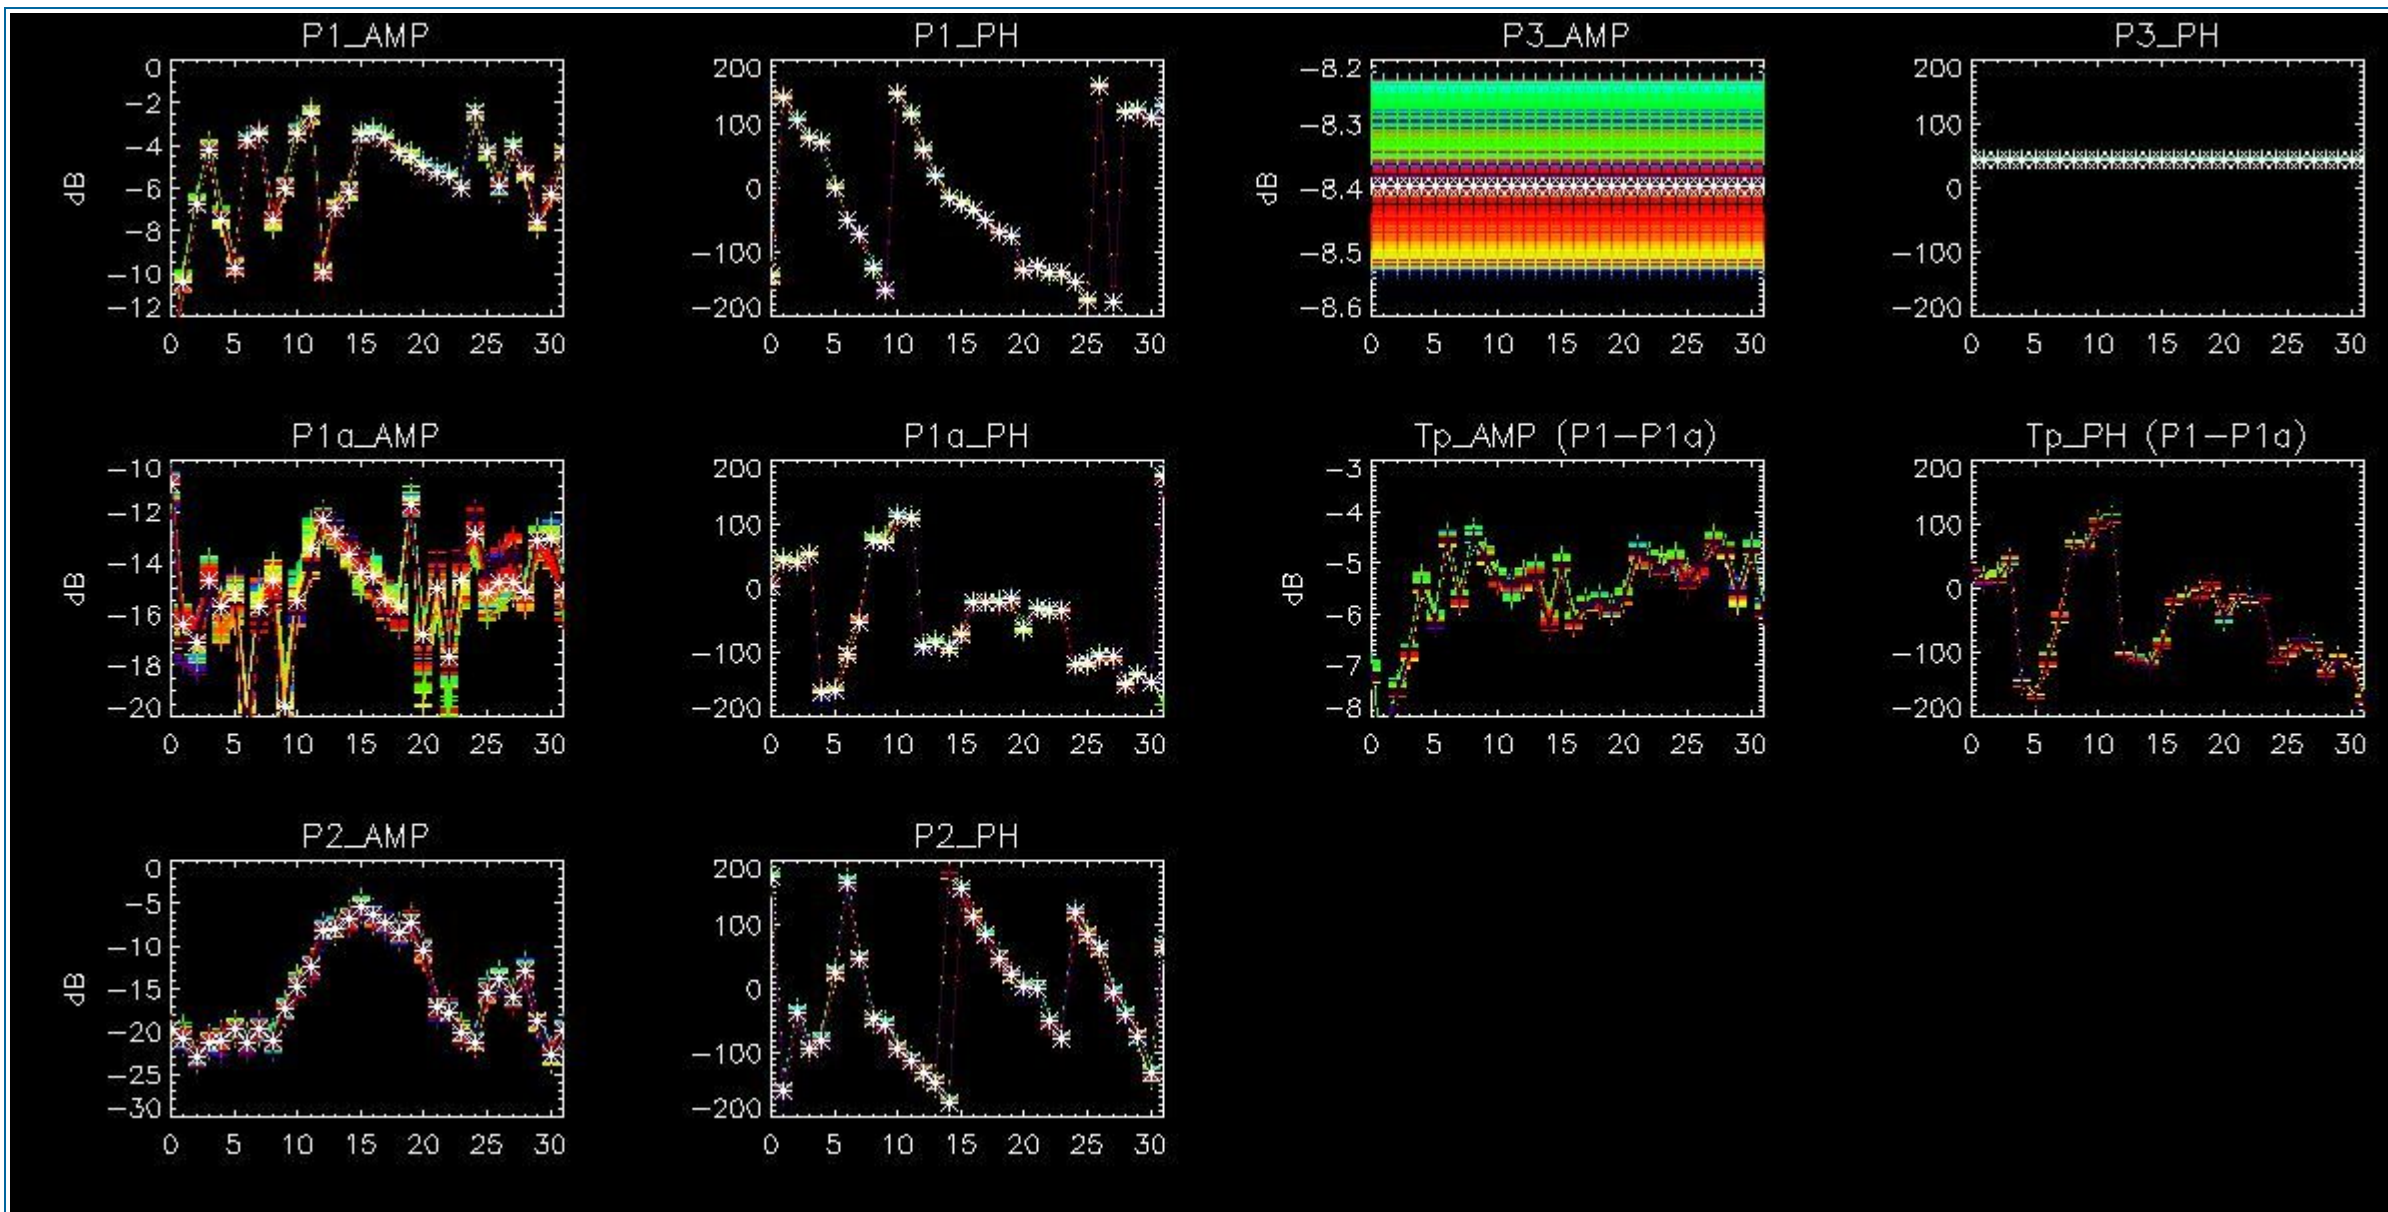 P1_AMP
0
−2
−4
−6
−8
−10
−12
dB
0 5 10 15 20 25 30
P1_PH
200
100
0
−100
−200
0 5 10 15 20 25 30
P3_AMP
−8.2
−8.3
−8.4
−8.5
−8.6
dB
0 5 10 15 20 25 30
P3_PH
200
100
0
−100
−200
0 5 10 15 20 25 30
P1a_AMP
−10
−12
−14
−16
−18
−20
dB
0 5 10 15 20 25 30
P1a_PH
200
100
0
−100
−200
0 5 10 15 20 25 30
Tp_AMP (P1−P1a)
−3
−4
−5
−6
−7
−8
dB
0 5 10 15 20 25 30
Tp_PH (P1−P1a)
200
100
0
−100
−200
0 5 10 15 20 25 30
P2_AMP
0
−5
−10
−15
−20
−25
−30
dB
0 5 10 15 20 25 30
P2_PH
200
100
0
−100
−200
0 5 10 15 20 25 30